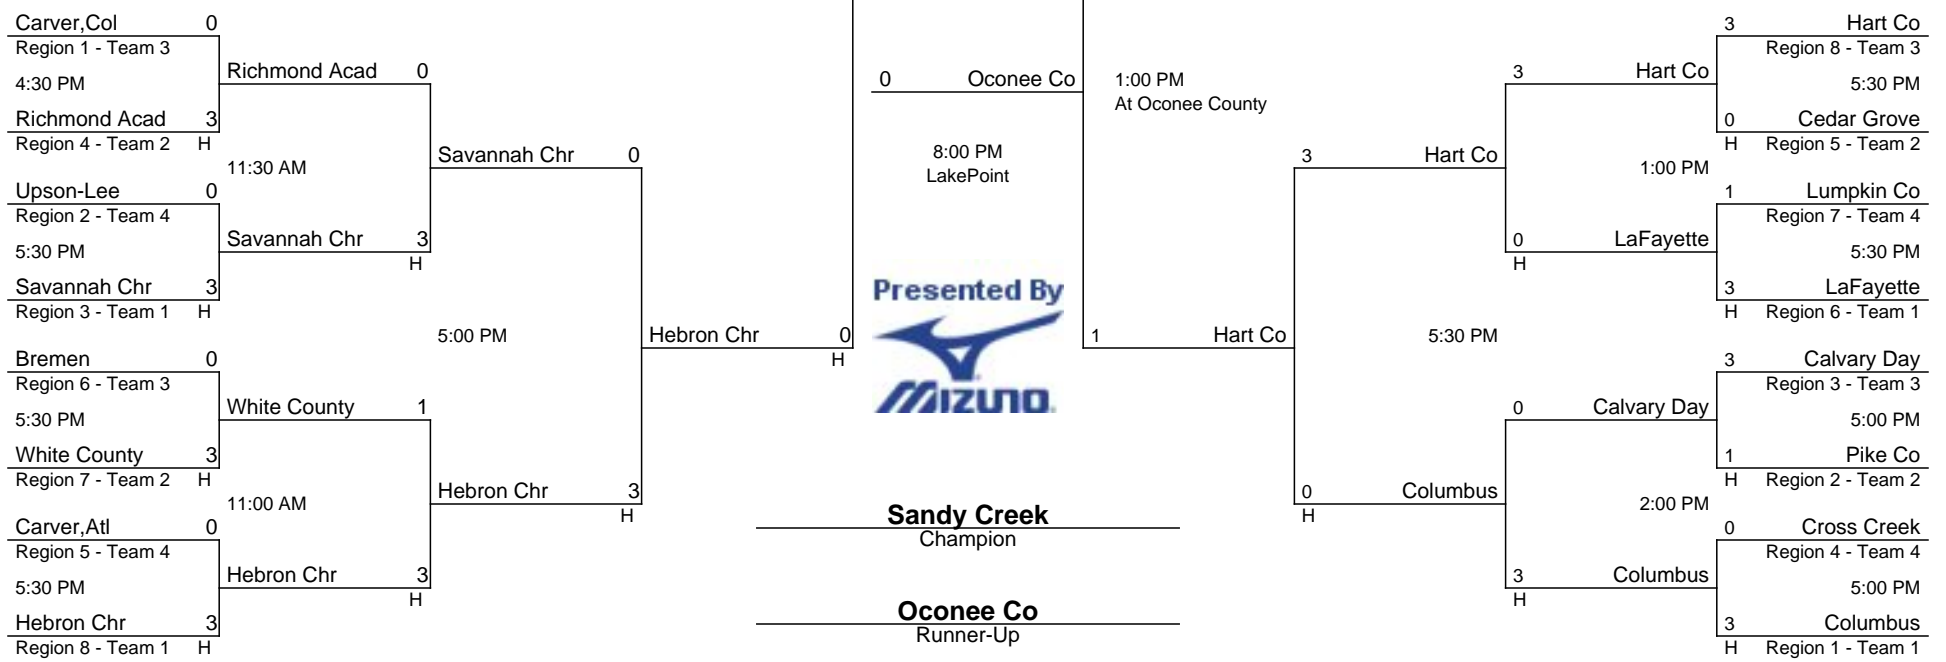 Carver,Col 0
Region 1 - Team 3
4:30 PM
Richmond Acad 3
Region 4 - Team 2 H
Upson-Lee 0
Region 2 - Team 4
5:30 PM
Savannah Chr 3
Region 3 - Team 1 H
Bremen 0
Region 6 - Team 3
5:30 PM
White County 3
Region 7 - Team 2 H
Carver,Atl 0
Region 5 - Team 4
5:30 PM
Hebron Chr 3
Region 8 - Team 1 H
Richmond Acad 0
11:30 AM
Savannah Chr 3
H
White County 1
11:00 AM
Hebron Chr 3
H
Savannah Chr 0
5:00 PM
Hebron Chr 3
H
Hebron Chr 0
H
0 Oconee Co
8:00 PM
LakePoint
Presented By
MIZUNO
Sandy Creek
Champion
Oconee Co
Runner-Up
1:00 PM
At Oconee County
1 Hart Co
3 Hart Co
5:30 PM
0 Columbus
H
3 Hart Co
1:00 PM
0 LaFayette
H
0 Calvary Day
2:00 PM
3 Columbus
H
3 Hart Co
Region 8 - Team 3
5:30 PM
0 Cedar Grove
H Region 5 - Team 2
1 Lumpkin Co
Region 7 - Team 4
5:30 PM
3 LaFayette
H Region 6 - Team 1
3 Calvary Day
Region 3 - Team 3
5:00 PM
1 Pike Co
H Region 2 - Team 2
0 Cross Creek
Region 4 - Team 4
5:00 PM
3 Columbus
H Region 1 - Team 1